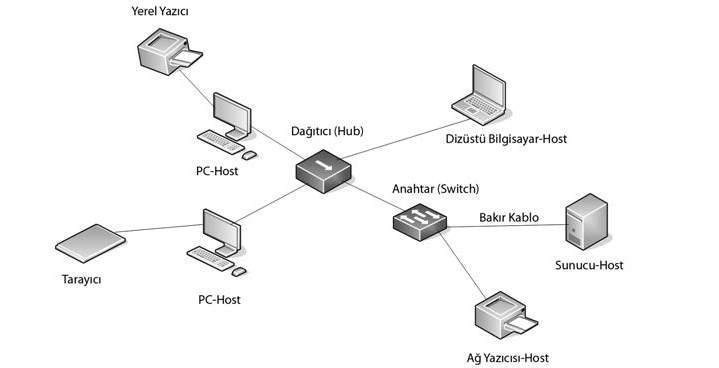 Yerel Yazıcı
Dağıtıcı (Hub)
Dizüstü Bilgisayar-Host
PC-Host
Anahtar (Switch)
Bakır Kablo
Sunucu-Host
Tarayıcı
PC-Host
Ağ Yazıcısı-Host